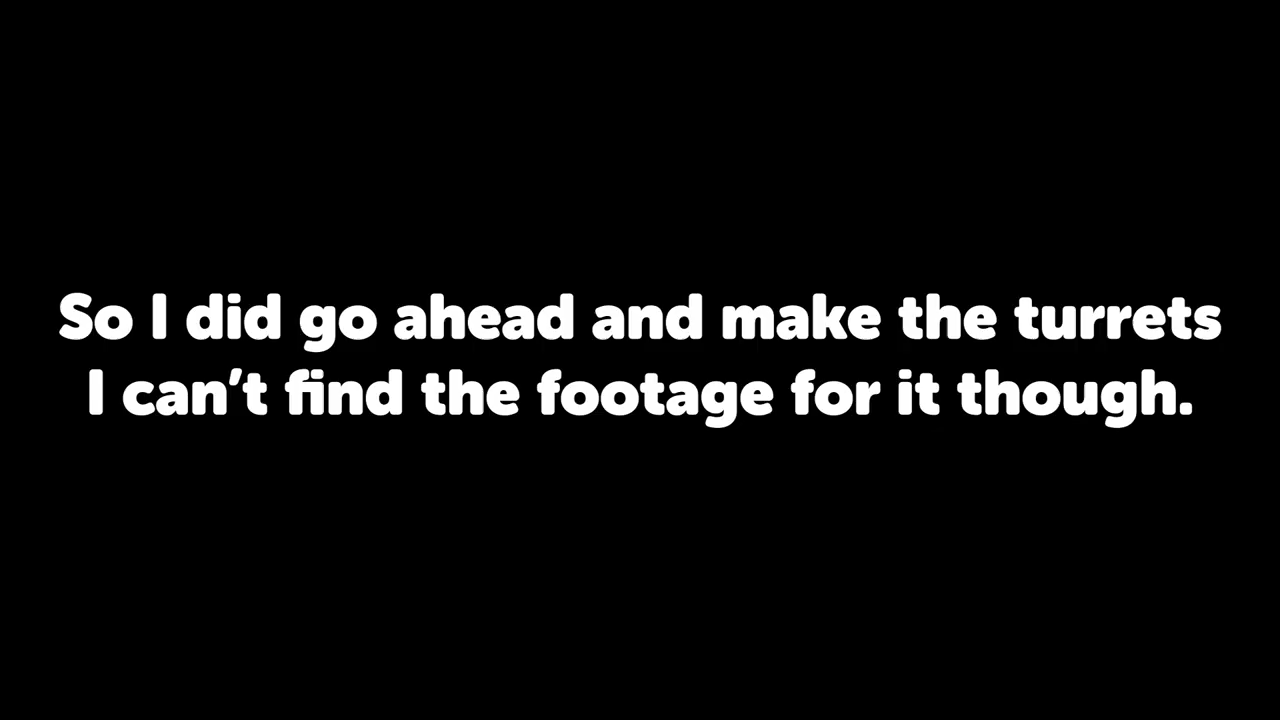 So I did go ahead and make the turrets
I can’t find the footage for it though.